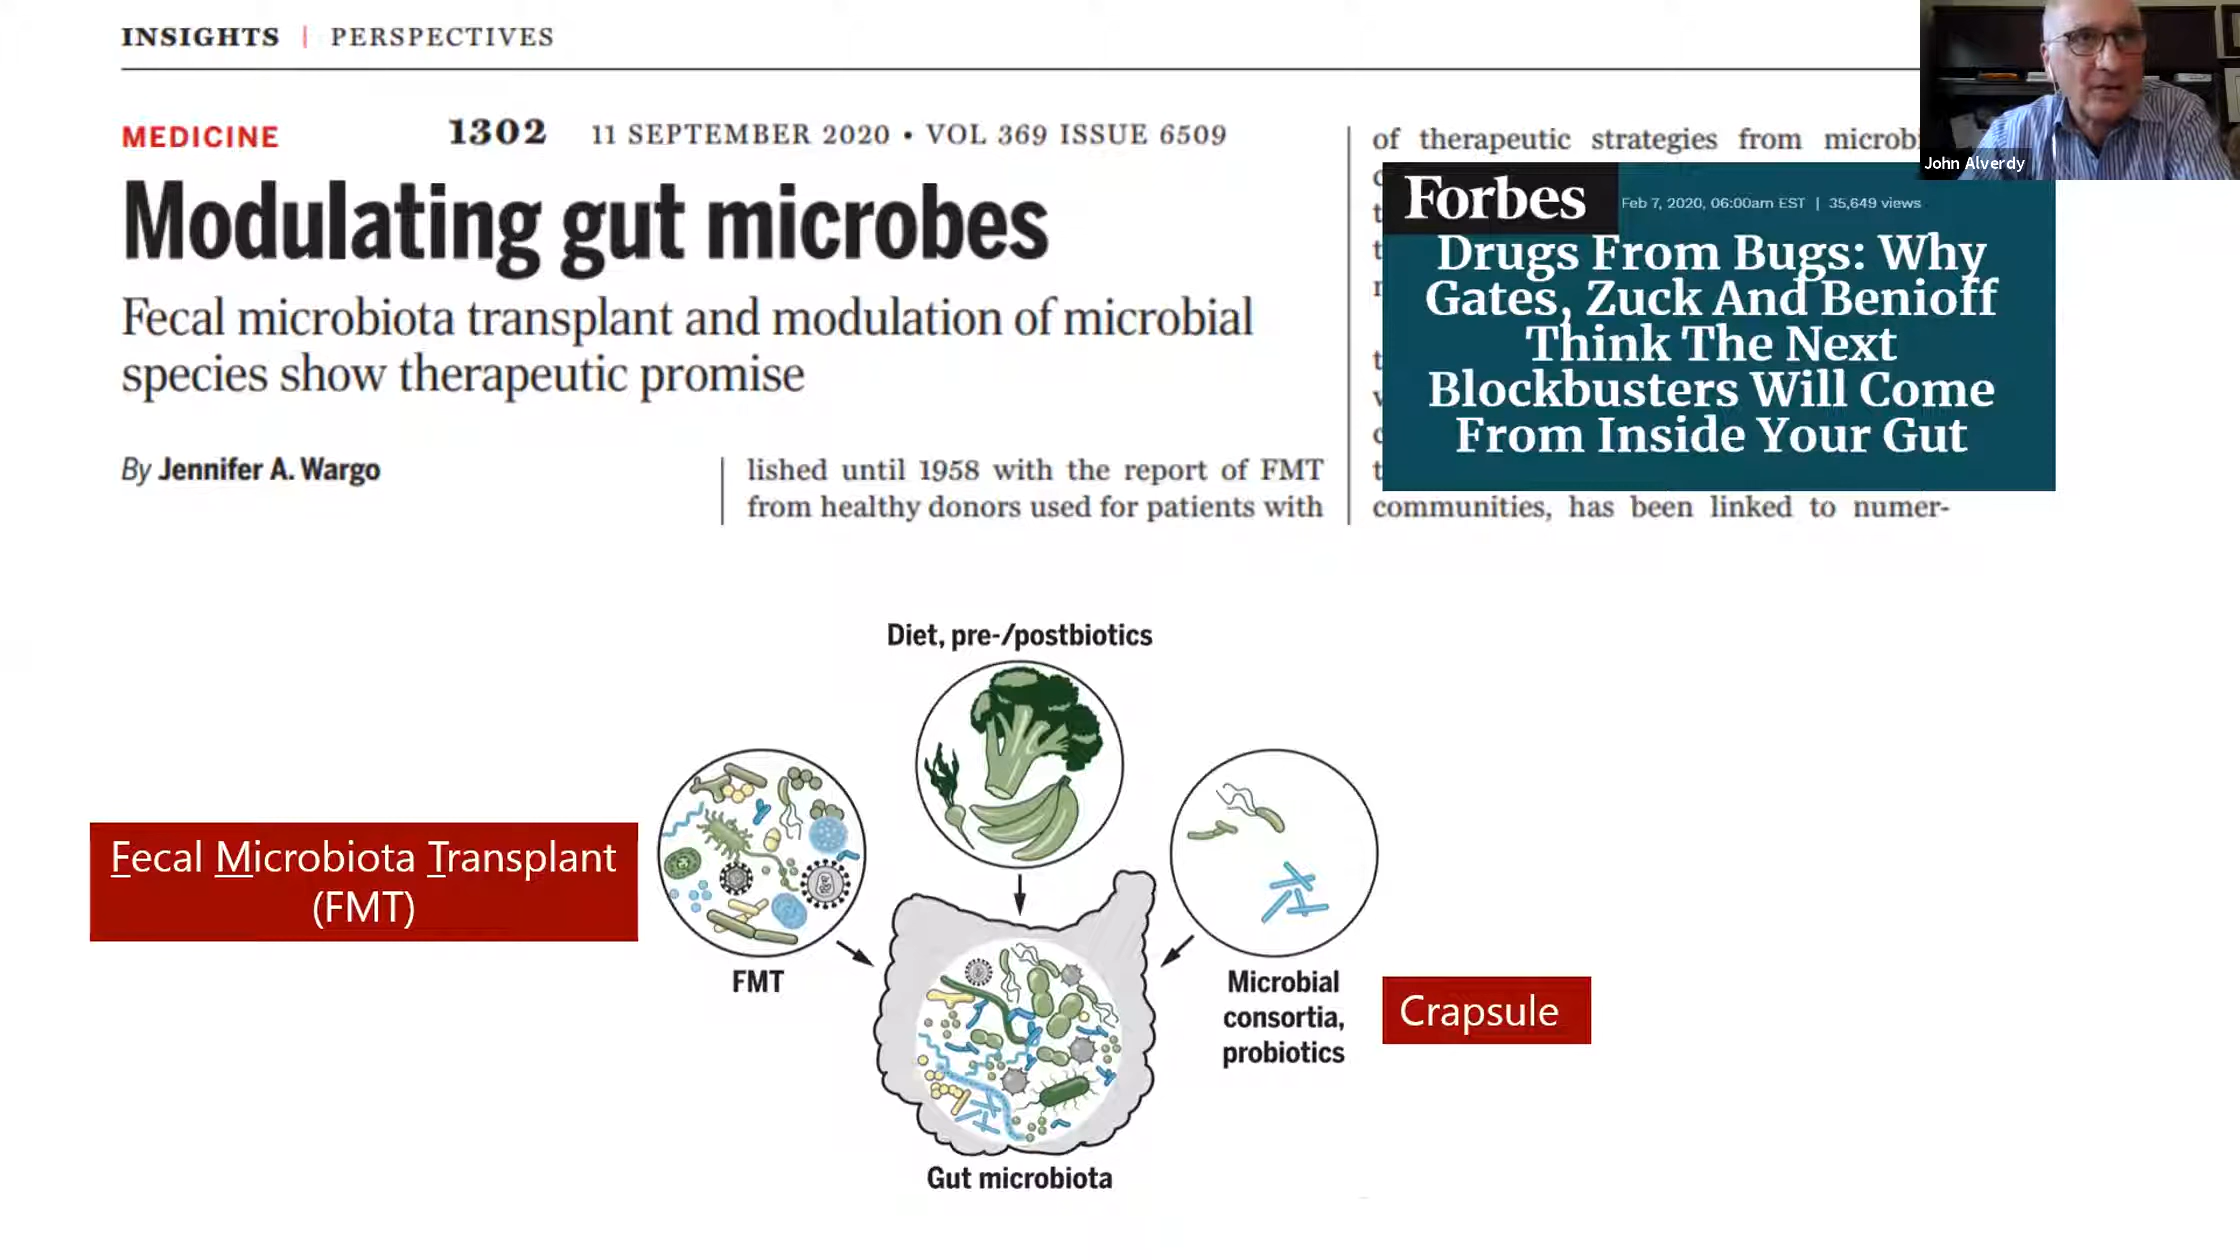 INSIGHTS | PERSPECTIVES
MEDICINE
1302 11 SEPTEMBER 2020 • VOL 369 ISSUE 6509
Modulating gut microbes
Fecal microbiota transplant and modulation of microbial
species show therapeutic promise
By Jennifer A. Wargo
lished until 1958 with the report of FMT
from healthy donors used for patients with
of therapeutic strategies from
communities, has been linked to numer-
John Alverdy
Forbes
Feb 7, 2020, 06:00am EST | 35,649 views
Drugs From Bugs: Why
Gates, Zuck And Benioff
Think The Next
Blockbusters Will Come
From Inside Your Gut
Diet, pre-/postbiotics
Fecal Microbiota Transplant
(FMT)
FMT
Microbial
consortia,
probiotics
Crapsule
Gut microbiota